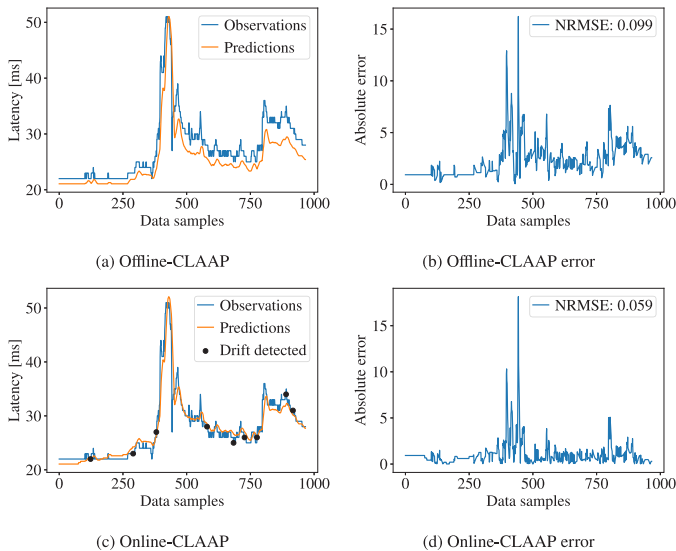 Observations
Predictions
Latency [ms]
50
40
30
20
0
250
500
750
1000
Data samples
(a) Offline-CLAAP
NRMSE: 0.099
Absolute error
15
10
5
0
0
250
500
750
1000
Data samples
(b) Offline-CLAAP error
Observations
Predictions
Drift detected
Latency [ms]
50
40
30
20
0
250
500
750
1000
Data samples
(c) Online-CLAAP
NRMSE: 0.059
Absolute error
15
10
5
0
0
250
500
750
1000
Data samples
(d) Online-CLAAP error